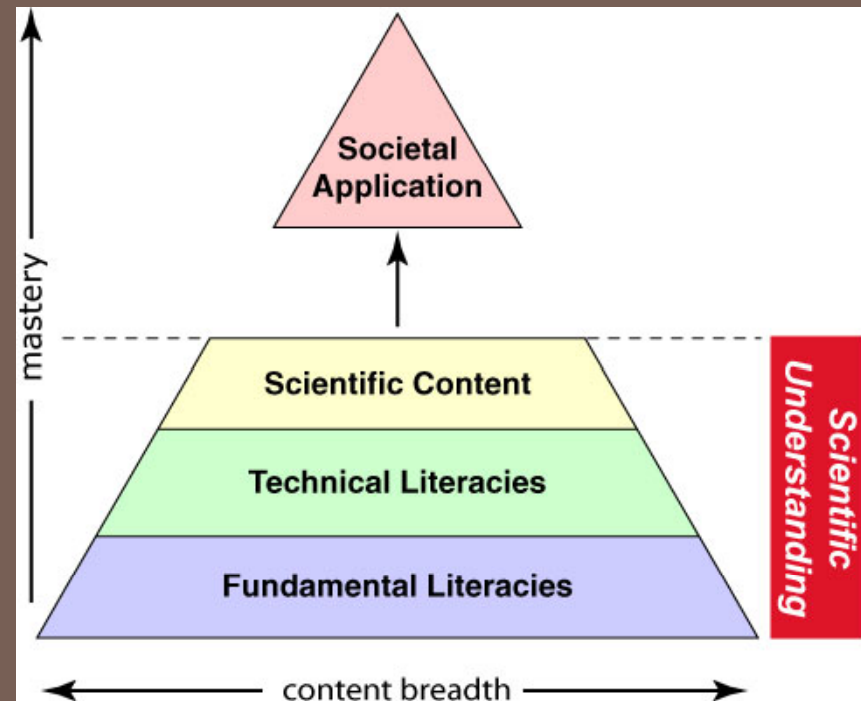 Societal
Application
mastery
Scientific Content
Technical Literacies
Fundamental Literacies
Scientific
Understanding
content breadth